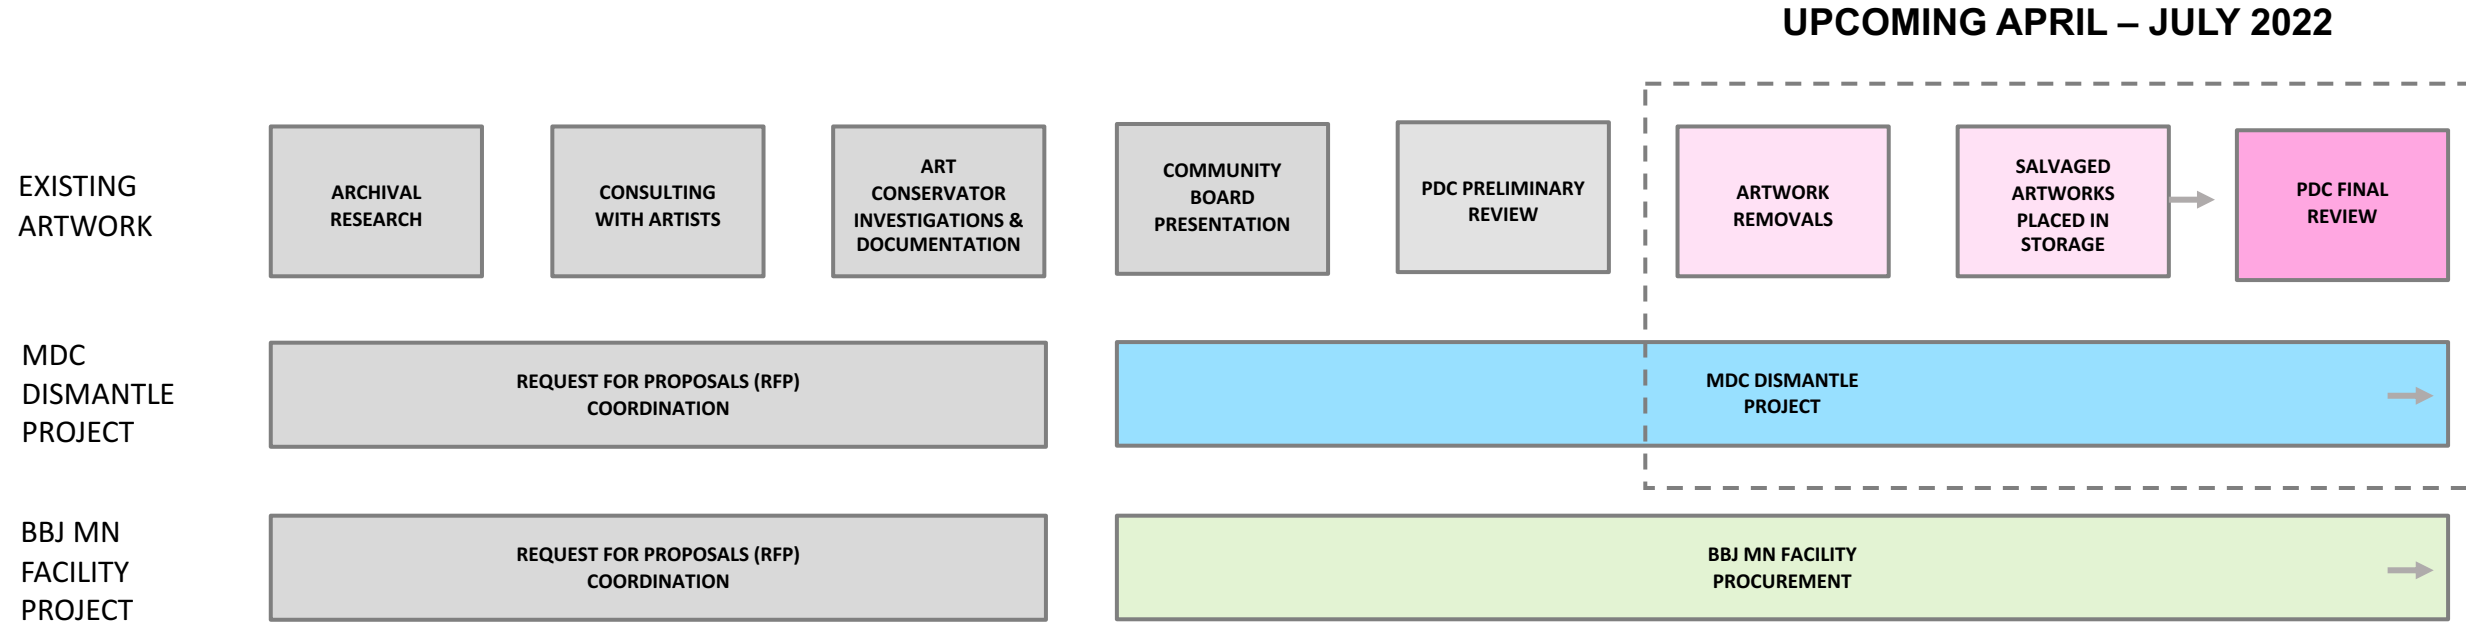 UPCOMING APRIL – JULY 2022
EXISTING
ARTWORK
ARCHIVAL
RESEARCH
CONSULTING
WITH ARTISTS
ART
CONSERVATOR
INVESTIGATIONS &
DOCUMENTATION
COMMUNITY
BOARD
PRESENTATION
PDC PRELIMINARY
REVIEW
ARTWORK
REMOVALS
SALVAGED
ARTWORKS
PLACED IN
STORAGE
PDC FINAL
REVIEW
MDC
DISMANTLE
PROJECT
REQUEST FOR PROPOSALS (RFP)
COORDINATION
MDC DISMANTLE
PROJECT
BBJ MN
FACILITY
PROJECT
REQUEST FOR PROPOSALS (RFP)
COORDINATION
BBJ MN FACILITY
PROCUREMENT